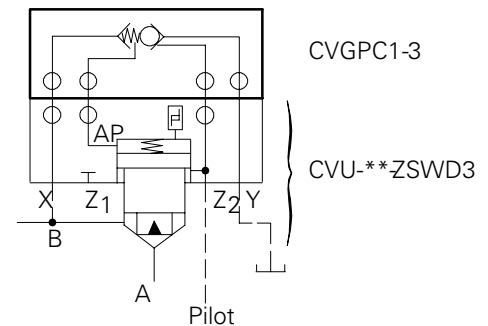 CVGPC1-3
AP
CVU-**-ZSWD3
X Z1 Z2 Y
B
A
Pilot